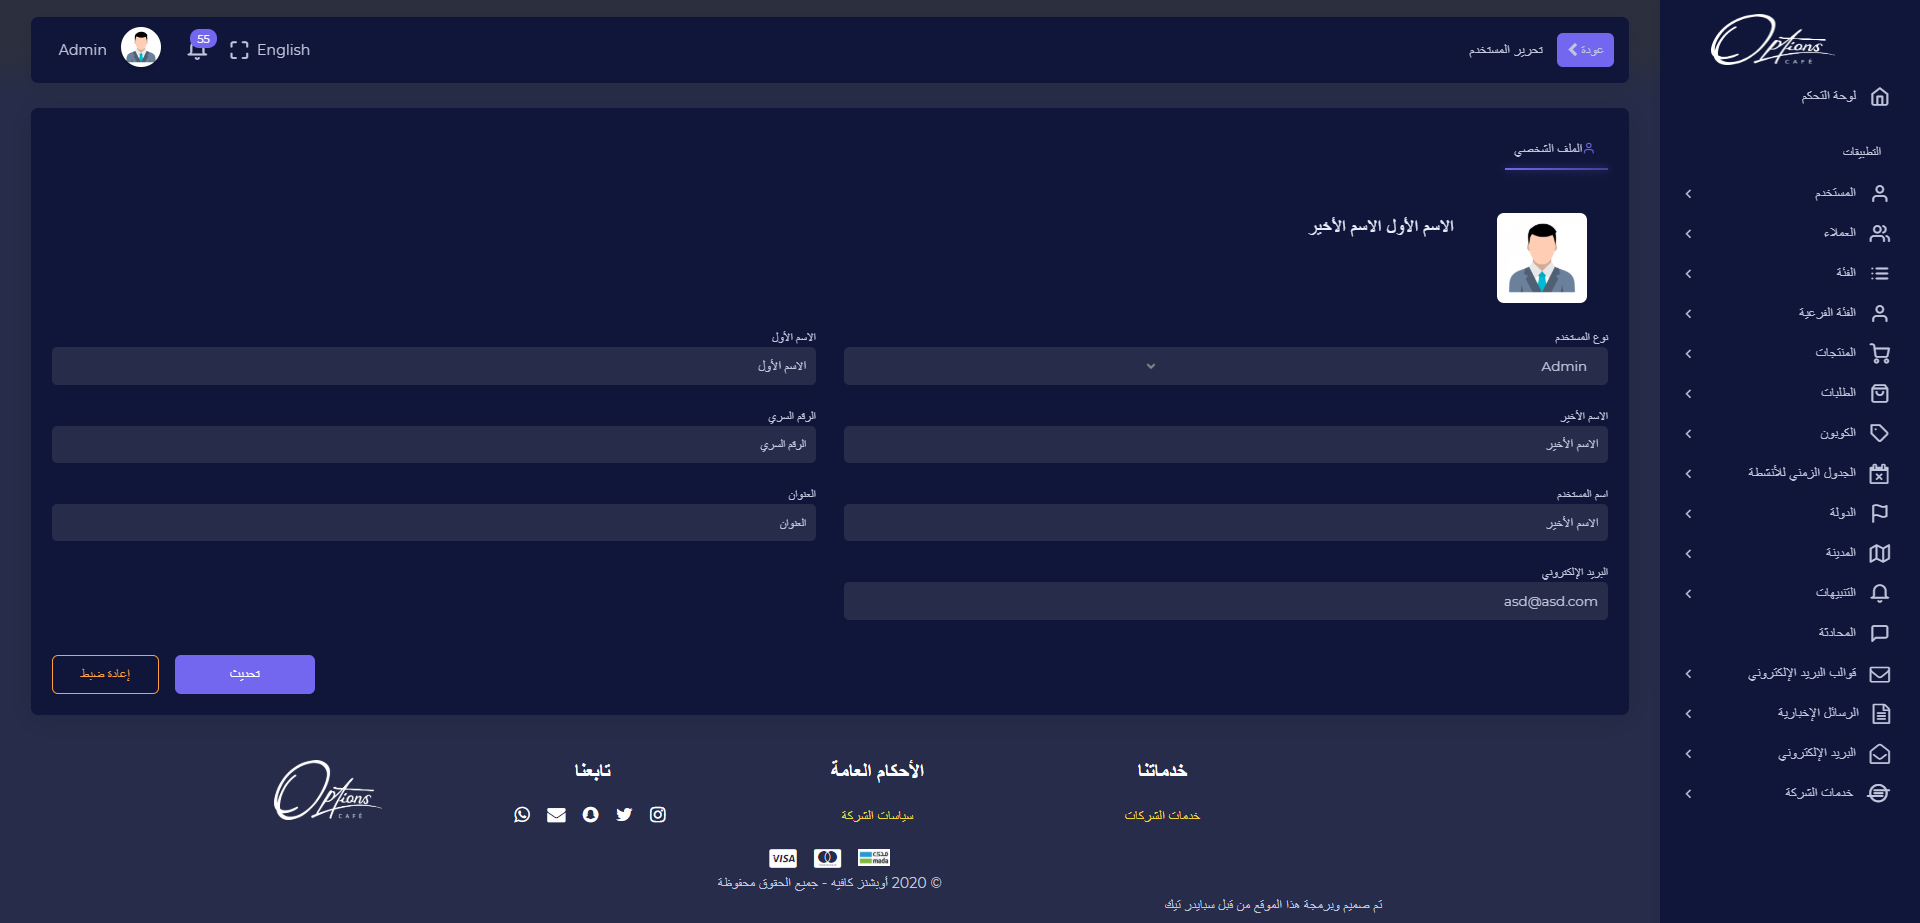 Options
CAFÉ
لوحة التحكم
التطبيقات
المستخدم
العملاء
الفئة
الفئة الفرعية
المنتجات
الطلبات
الكوبون
الجدول الزمني للأنشطة
الدولة
المدينة
التنبيهات
المحادثة
قوالب البريد الإلكتروني
الرسائل الإخبارية
البريد الإلكتروني
خدمات الشركة
عودة
تحرير المستخدم
English
55
Admin
الملف الشخصي
الاسم الأول الاسم الأخير
نوع المستخدم
Admin
الاسم الأول
الاسم الأول
الاسم الأخير
الاسم الأخير
الرقم السري
الرقم السري
اسم المستخدم
الاسم الأخير
العنوان
العنوان
البريد الإلكتروني
asd@asd.com
تحديث
إعادة ضبط
خدماتنا
خدمات الشركات
الأحكام العامة
سياسات الشركة
تابعنا
Options
CAFÉ
مدى
mada
VISA
© 2020 أوبشنز كافيه - جميع الحقوق محفوظة
تم صميم وبرمجة هذا الموقع من قبل سبايدر تيك